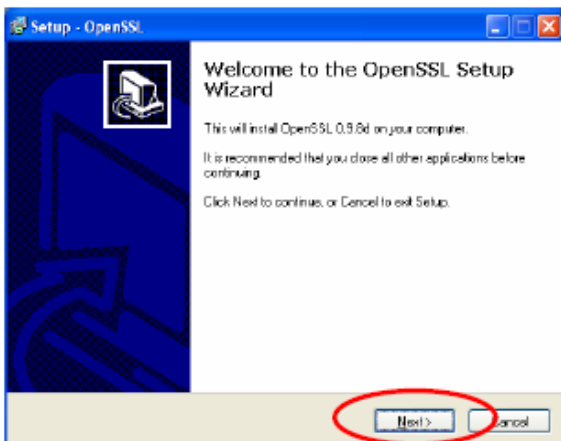 Setup - OpenSSL
Welcome to the OpenSSL Setup
Wizard
This will install OpenSSL 0.9.8d on your computer.
It is recommended that you close all other applications before
continuing.
Click Next to continue, or Cancel to exit Setup.
Next >
Cancel